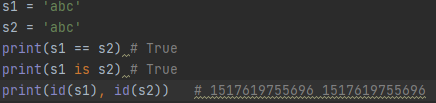 s1 = 'abc'
s2 = 'abc'
print(s1 == s2) # True
print(s1 is s2) # True
print(id(s1), id(s2))   # 1517619755696 1517619755696